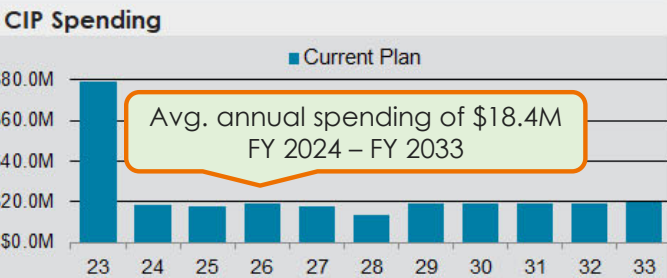 CIP Spending
Current Plan
80.0M
60.0M
40.0M
20.0M
$0.0M
Avg. annual spending of $18.4M
FY 2024 – FY 2033
23 24 25 26 27 28 29 30 31 32 33